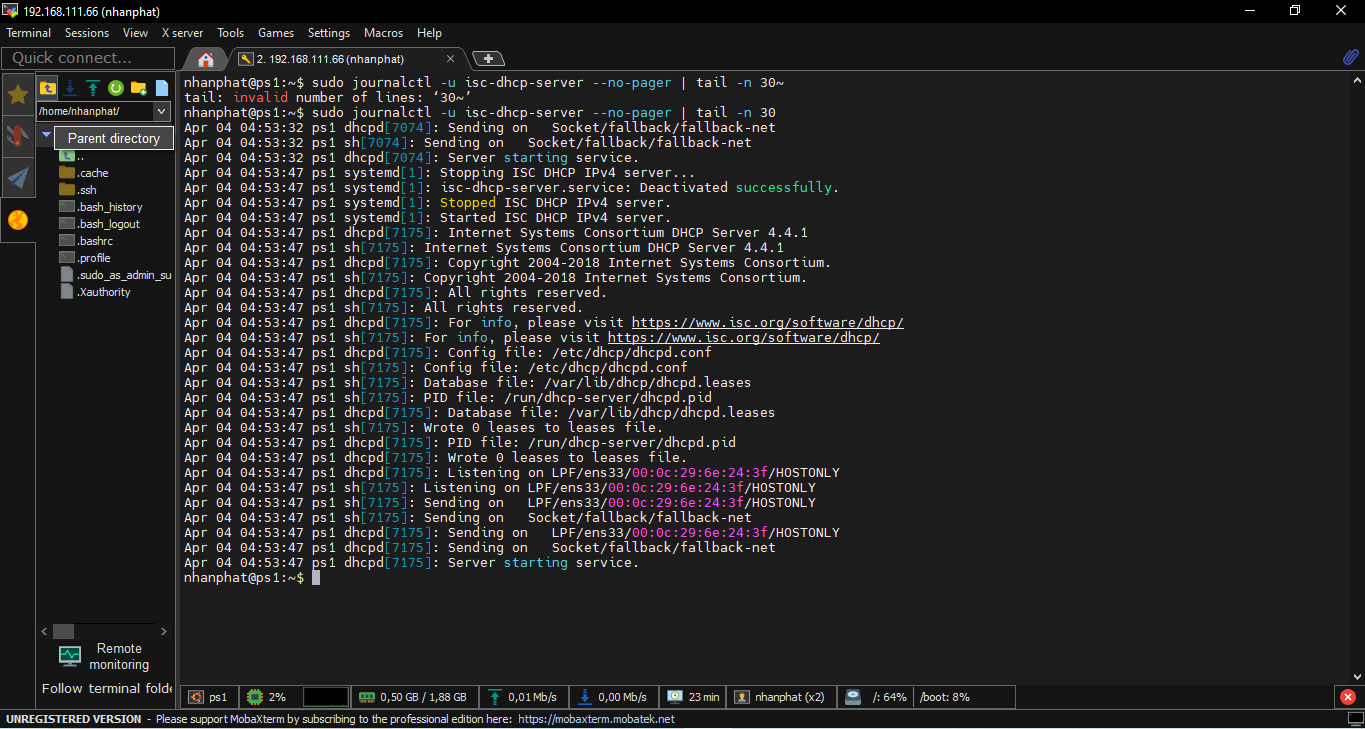 192.168.111.66 (nhanphat)
Terminal Sessions View X server Tools Games Settings Macros Help
Quick connect...
2. 192.168.111.66 (nhanphat)
/home/nhanphat/
Parent directory
..
.cache
.ssh
.bash_history
.bash_logout
.bashrc
.profile
.sudo_as_admin_su
.Xauthority
Remote
monitoring
Follow terminal folde
nhanphat@ps1:~$ sudo journalctl -u isc-dhcp-server --no-pager | tail -n 30~
tail: invalid number of lines: ‘30~’
nhanphat@ps1:~$ sudo journalctl -u isc-dhcp-server --no-pager | tail -n 30
Apr 04 04:53:32 ps1 dhcpd[7074]: Sending on   Socket/fallback/fallback-net
Apr 04 04:53:32 ps1 sh[7074]: Sending on   Socket/fallback/fallback-net
Apr 04 04:53:32 ps1 dhcpd[7074]: Server starting service.
Apr 04 04:53:47 ps1 systemd[1]: Stopping ISC DHCP IPv4 server...
Apr 04 04:53:47 ps1 systemd[1]: isc-dhcp-server.service: Deactivated successfully.
Apr 04 04:53:47 ps1 systemd[1]: Stopped ISC DHCP IPv4 server.
Apr 04 04:53:47 ps1 systemd[1]: Started ISC DHCP IPv4 server.
Apr 04 04:53:47 ps1 dhcpd[7175]: Internet Systems Consortium DHCP Server 4.4.1
Apr 04 04:53:47 ps1 sh[7175]: Internet Systems Consortium DHCP Server 4.4.1
Apr 04 04:53:47 ps1 dhcpd[7175]: Copyright 2004-2018 Internet Systems Consortium.
Apr 04 04:53:47 ps1 sh[7175]: Copyright 2004-2018 Internet Systems Consortium.
Apr 04 04:53:47 ps1 dhcpd[7175]: All rights reserved.
Apr 04 04:53:47 ps1 sh[7175]: All rights reserved.
Apr 04 04:53:47 ps1 dhcpd[7175]: For info, please visit https://www.isc.org/software/dhcp/
Apr 04 04:53:47 ps1 sh[7175]: For info, please visit https://www.isc.org/software/dhcp/
Apr 04 04:53:47 ps1 dhcpd[7175]: Config file: /etc/dhcp/dhcpd.conf
Apr 04 04:53:47 ps1 sh[7175]: Config file: /etc/dhcp/dhcpd.conf
Apr 04 04:53:47 ps1 sh[7175]: Database file: /var/lib/dhcp/dhcpd.leases
Apr 04 04:53:47 ps1 sh[7175]: PID file: /run/dhcp-server/dhcpd.pid
Apr 04 04:53:47 ps1 dhcpd[7175]: Database file: /var/lib/dhcp/dhcpd.leases
Apr 04 04:53:47 ps1 sh[7175]: Wrote 0 leases to leases file.
Apr 04 04:53:47 ps1 dhcpd[7175]: PID file: /run/dhcp-server/dhcpd.pid
Apr 04 04:53:47 ps1 dhcpd[7175]: Wrote 0 leases to leases file.
Apr 04 04:53:47 ps1 dhcpd[7175]: Listening on LPF/ens33/00:0c:29:6e:24:3f/HOSTONLY
Apr 04 04:53:47 ps1 sh[7175]: Listening on LPF/ens33/00:0c:29:6e:24:3f/HOSTONLY
Apr 04 04:53:47 ps1 sh[7175]: Sending on   LPF/ens33/00:0c:29:6e:24:3f/HOSTONLY
Apr 04 04:53:47 ps1 sh[7175]: Sending on   Socket/fallback/fallback-net
Apr 04 04:53:47 ps1 dhcpd[7175]: Sending on   LPF/ens33/00:0c:29:6e:24:3f/HOSTONLY
Apr 04 04:53:47 ps1 dhcpd[7175]: Sending on   Socket/fallback/fallback-net
Apr 04 04:53:47 ps1 dhcpd[7175]: Server starting service.
nhanphat@ps1:~$
ps1 2% 0,50 GB / 1,88 GB 0,01 Mb/s 0,00 Mb/s 23 min nhanphat (x2) /: 64% /boot: 8%
UNREGISTERED VERSION - Please support MobaXterm by subscribing to the professional edition here: https://mobaxterm.mobatek.net